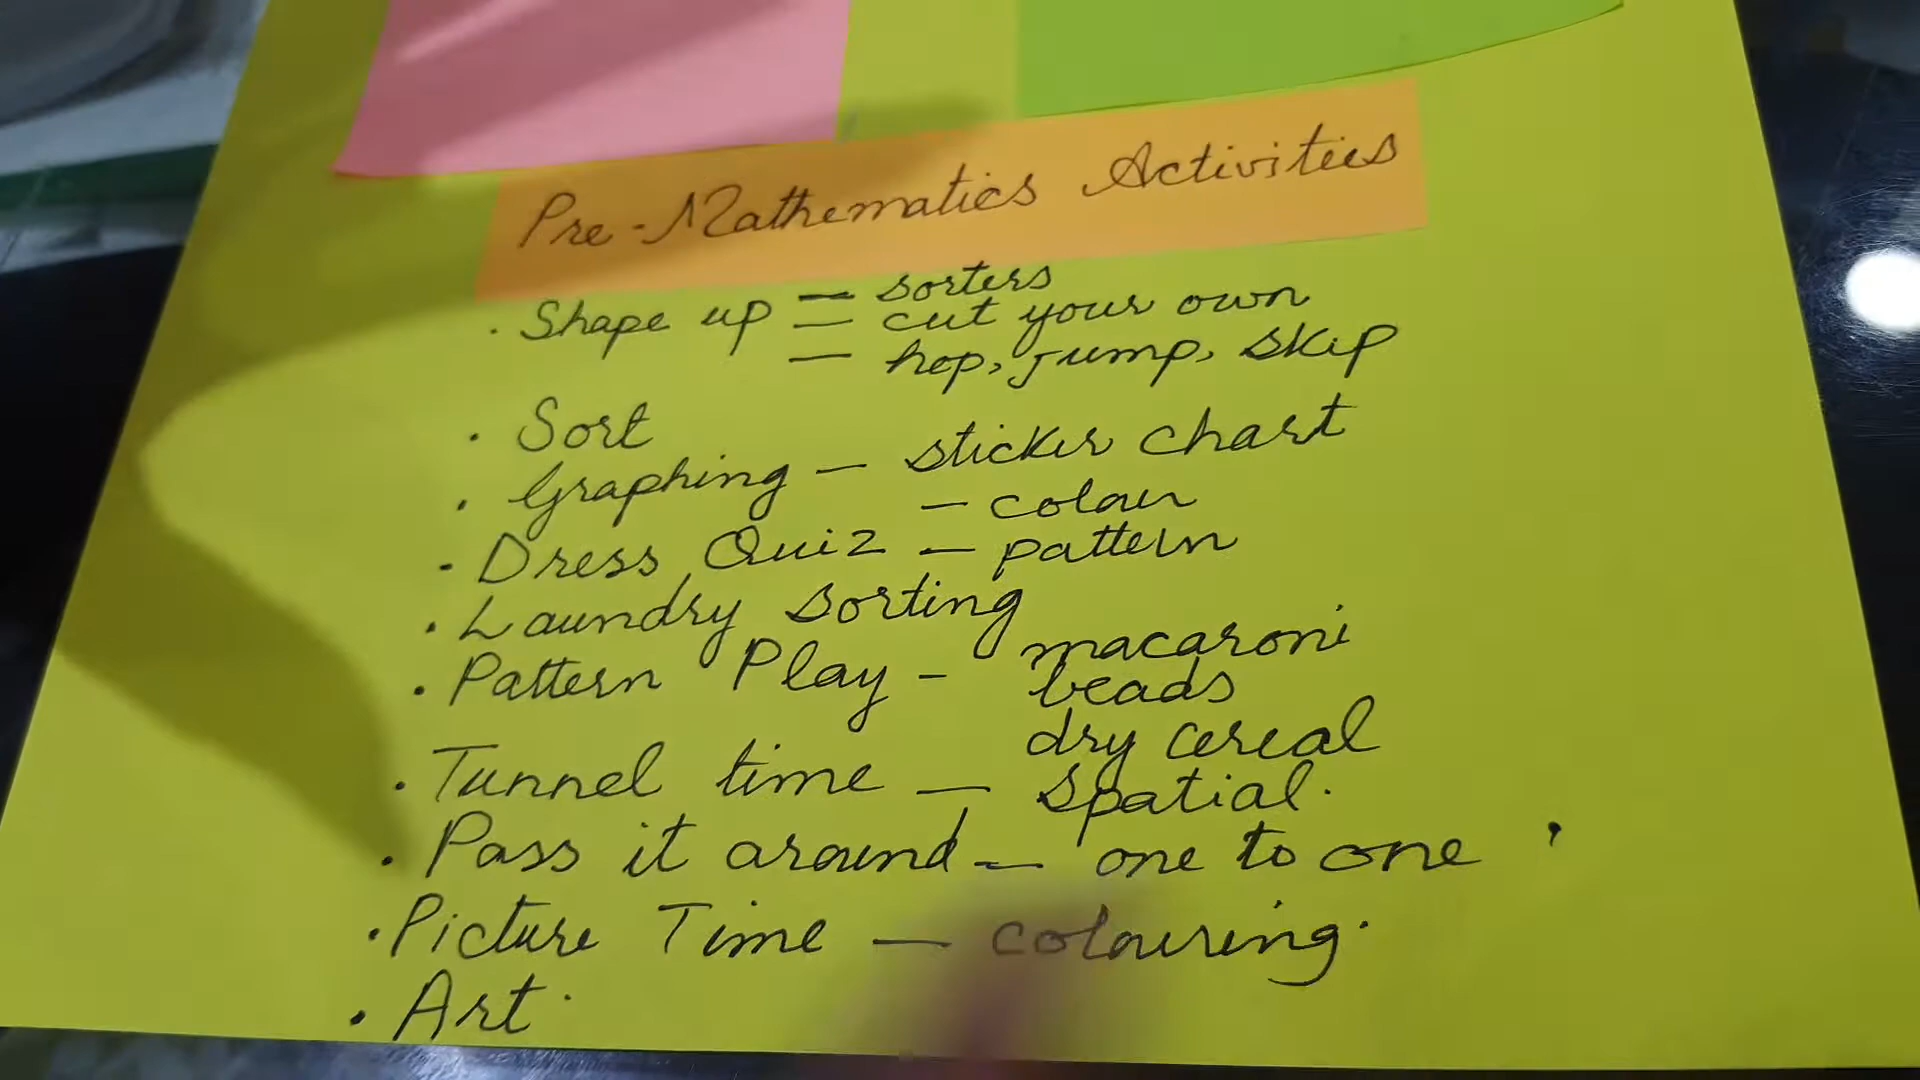 Pre-Mathematics Activities
. Shape up — sorters
— cut your own
— hop, jump, skip
. Sort
. Graphing — sticker chart
— colour
. Dress Quiz — pattern
. Laundry sorting
. Pattern Play - macaroni
beads
dry cereal
. Tunnel time — spatial.
. Pass it around — one to one
. Picture Time — colouring.
. Art.